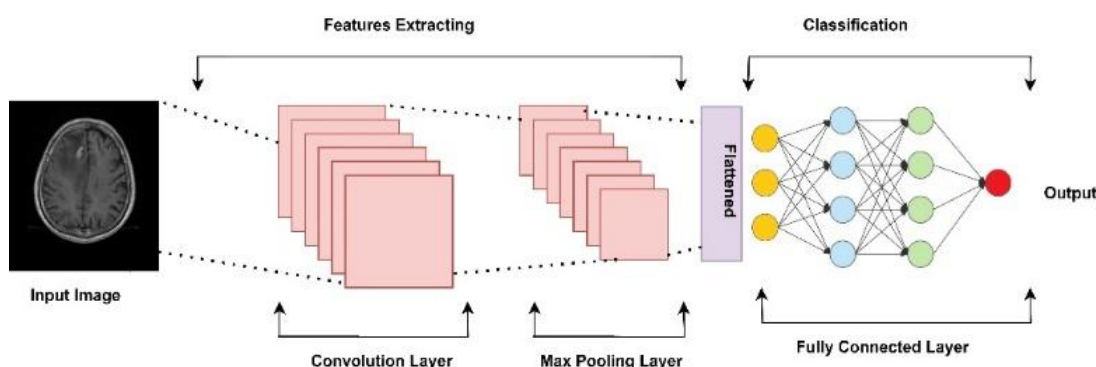 Features Extracting
Classification
Flattened
Output
Input Image
Convolution Layer
Max Pooling Layer
Fully Connected Layer